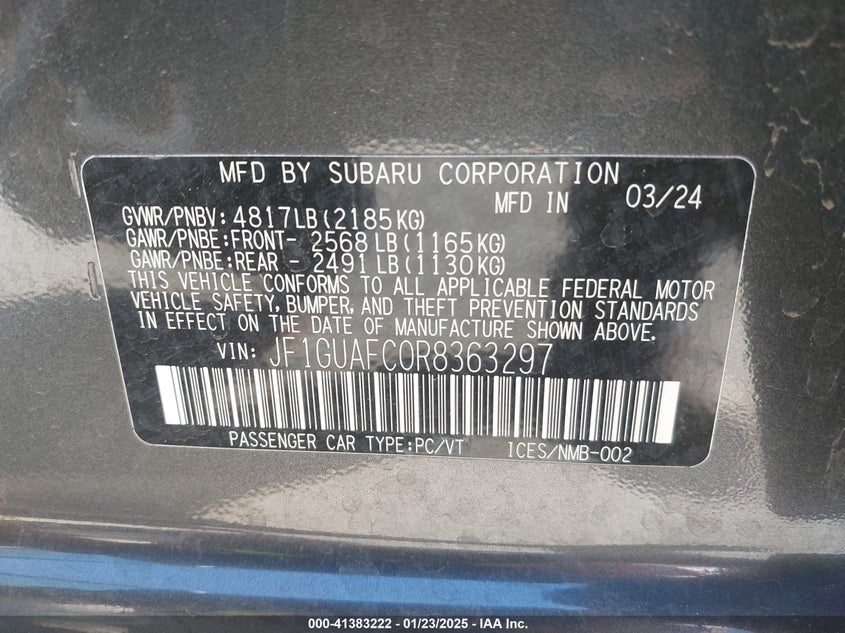 MFD BY SUBARU CORPORATION
MFD IN 03/24
GVWR/PNBV: 4817LB(2185KG)
GAWR/PNBE:FRONT- 2568 LB(1165KG)
GAWR/PNBE:REAR - 2491 LB(1130KG)
THIS VEHICLE CONFORMS TO ALL APPLICABLE FEDERAL MOTOR
VEHICLE SAFETY, BUMPER, AND THEFT PREVENTION STANDARDS
IN EFFECT ON THE DATE OF MANUFACTURE SHOWN ABOVE.
VIN: JF1GUAFC0R8363297
PASSENGER CAR TYPE:PC/VT ICES/NMB-002
000-41383222 - 01/23/2025 - IAA Inc.